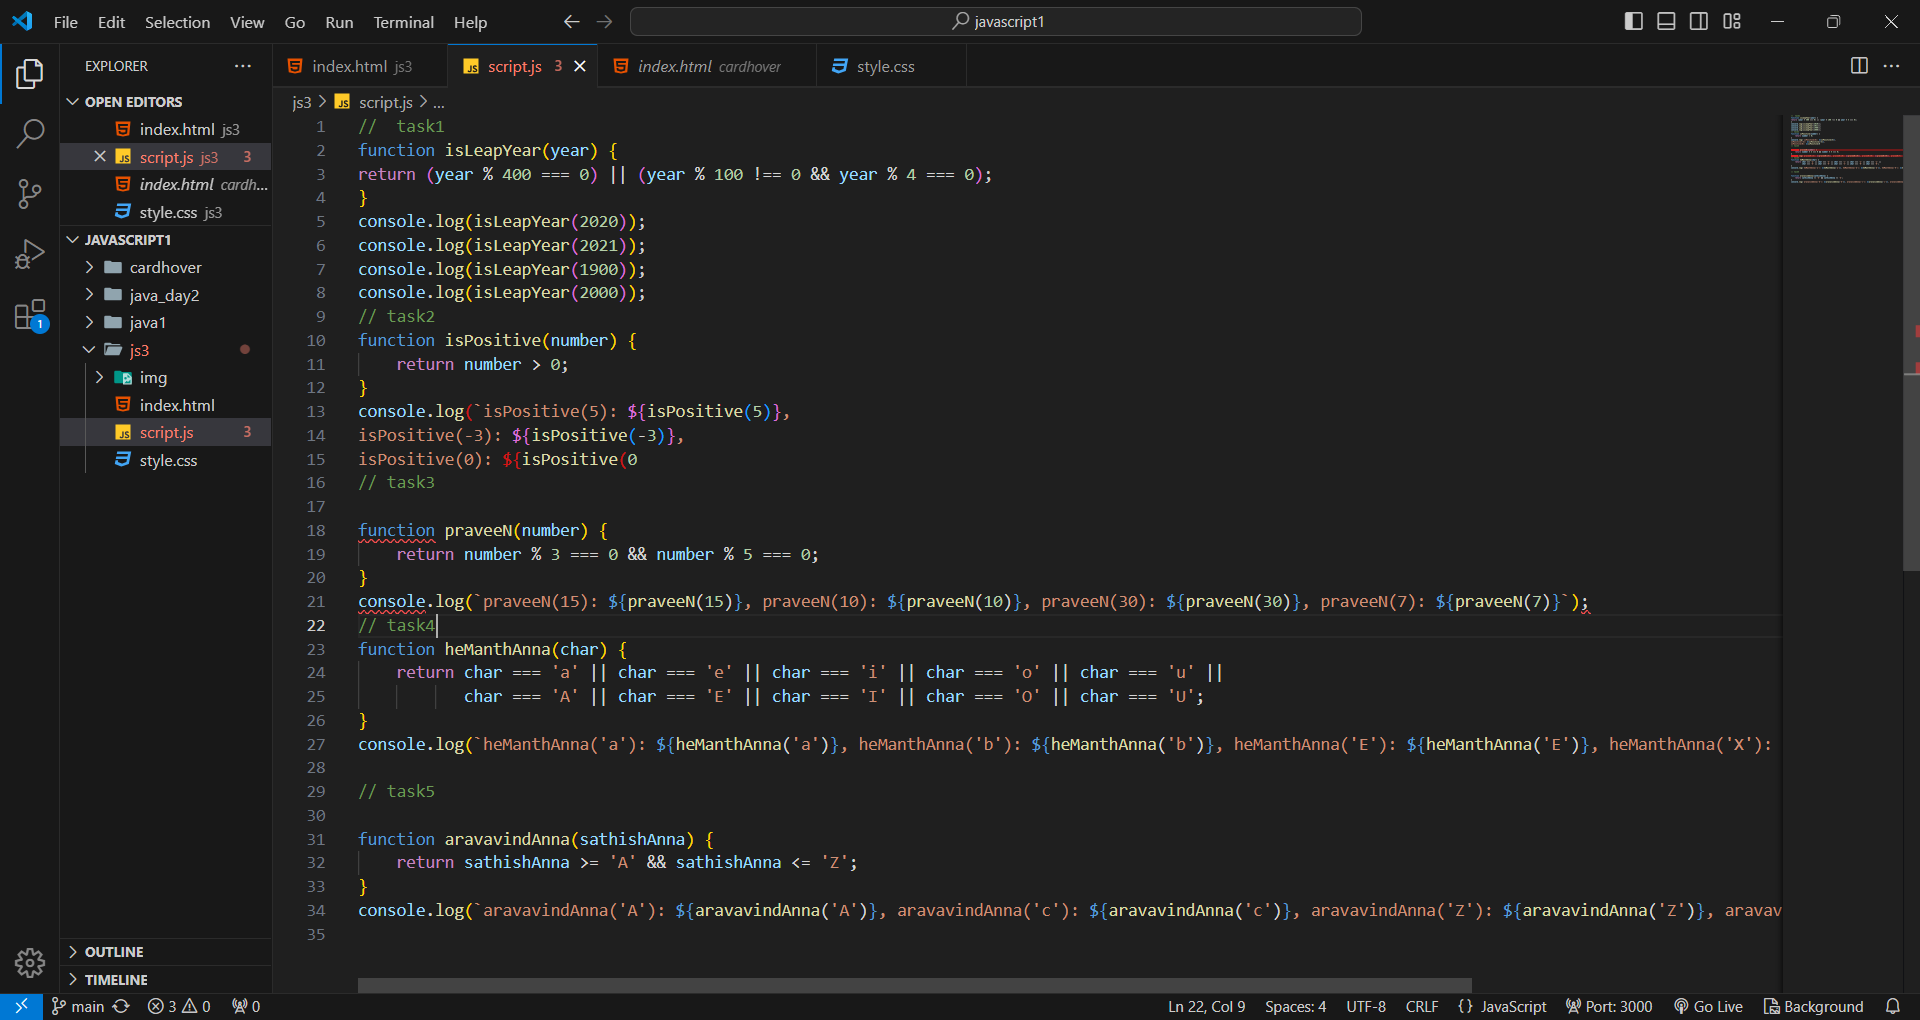 File Edit Selection View Go Run Terminal Help
javascript1
EXPLORER
OPEN EDITORS
index.html js3
script.js js3 3
index.html cardh...
style.css js3
JAVASCRIPT1
cardhover
java_day2
java1
js3
img
index.html
script.js 3
style.css
OUTLINE
TIMELINE
index.html js3
script.js 3
index.html cardhover
style.css
js3 > script.js > ...
1 //  task1
2 function isLeapYear(year) {
3 return (year % 400 === 0) || (year % 100 !== 0 && year % 4 === 0);
4 }
5 console.log(isLeapYear(2020));
6 console.log(isLeapYear(2021));
7 console.log(isLeapYear(1900));
8 console.log(isLeapYear(2000));
9 // task2
10 function isPositive(number) {
11     return number > 0;
12 }
13 console.log(`isPositive(5): ${isPositive(5)},
14 isPositive(-3): ${isPositive(-3)},
15 isPositive(0): ${isPositive(0
16 // task3
17
18 function praveeN(number) {
19     return number % 3 === 0 && number % 5 === 0;
20 }
21 console.log(`praveeN(15): ${praveeN(15)}, praveeN(10): ${praveeN(10)}, praveeN(30): ${praveeN(30)}, praveeN(7): ${praveeN(7)}`);
22 // task4
23 function heManthAnna(char) {
24     return char === 'a' || char === 'e' || char === 'i' || char === 'o' || char === 'u' ||
25            char === 'A' || char === 'E' || char === 'I' || char === 'O' || char === 'U';
26 }
27 console.log(`heManthAnna('a'): ${heManthAnna('a')}, heManthAnna('b'): ${heManthAnna('b')}, heManthAnna('E'): ${heManthAnna('E')}, heManthAnna('X'):
28
29 // task5
30
31 function aravavindAnna(sathishAnna) {
32     return sathishAnna >= 'A' && sathishAnna <= 'Z';
33 }
34 console.log(`aravavindAnna('A'): ${aravavindAnna('A')}, aravavindAnna('c'): ${aravavindAnna('c')}, aravavindAnna('Z'): ${aravavindAnna('Z')}, aravav
35
1
main 3 0 0 Ln 22, Col 9 Spaces: 4 UTF-8 CRLF {} JavaScript Port: 3000 Go Live Background